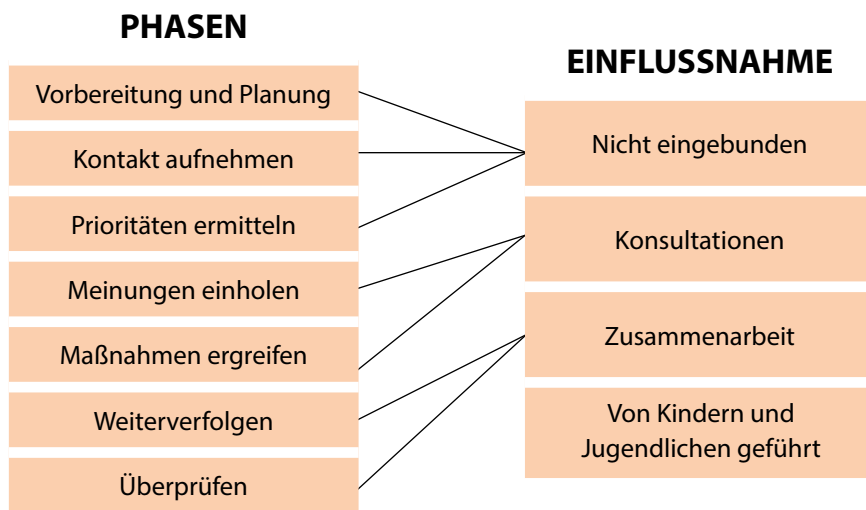 PHASEN
Vorbereitung und Planung
Kontakt aufnehmen
Prioritäten ermitteln
Meinungen einholen
Maßnahmen ergreifen
Weiterverfolgen
Überprüfen
EINFLUSSNAHME
Nicht eingebunden
Konsultationen
Zusammenarbeit
Von Kindern und
Jugendlichen geführt